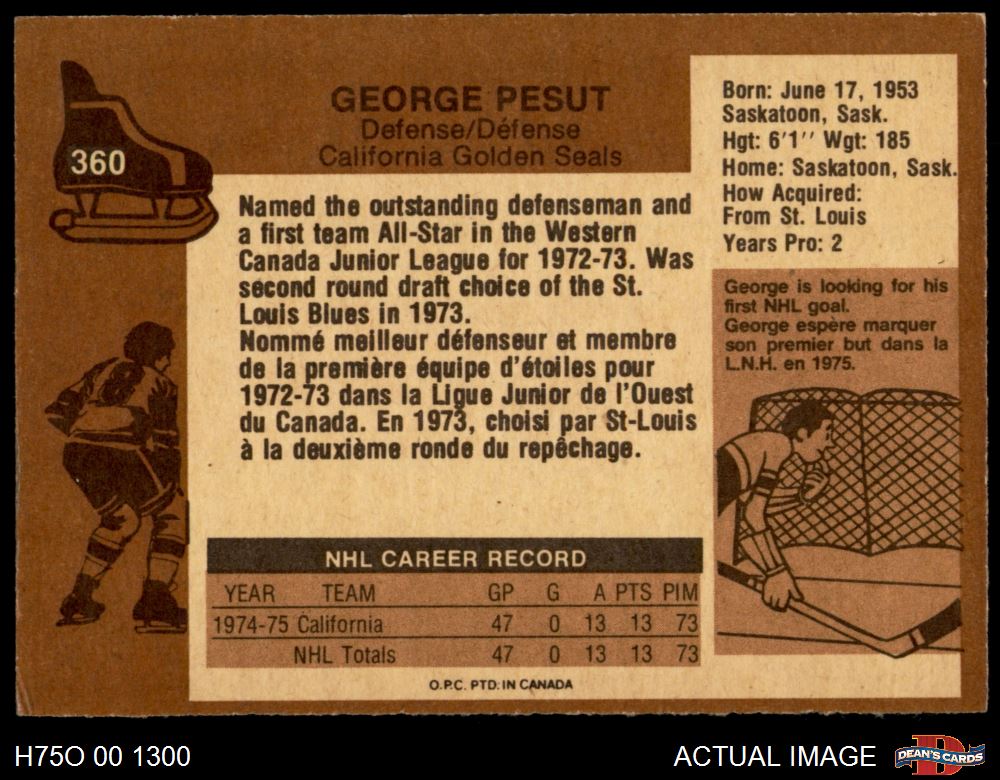 360
GEORGE PESUT
Defense/Défense
California Golden Seals
Named the outstanding defenseman and
a first team All-Star in the Western
Canada Junior League for 1972-73. Was
second round draft choice of the St.
Louis Blues in 1973.
Nommé meilleur défenseur et membre
de la première équipe d'étoiles pour
1972-73 dans la Ligue Junior de l'Ouest
du Canada. En 1973, choisi par St-Louis
à la deuxième ronde du repêchage.
Born: June 17, 1953
Saskatoon, Sask.
Hgt: 6'1'' Wgt: 185
Home: Saskatoon, Sask.
How Acquired:
From St. Louis
Years Pro: 2
George is looking for his
first NHL goal.
George espère marquer
son premier but dans la
L.N.H. en 1975.
NHL CAREER RECORD
YEAR TEAM GP G A PTS PIM
1974-75 California 47 0 13 13 73
NHL Totals 47 0 13 13 73
O.P.C. PTD. IN CANADA
H75O 00 1300
ACTUAL IMAGE
D
DEAN'S CARDS